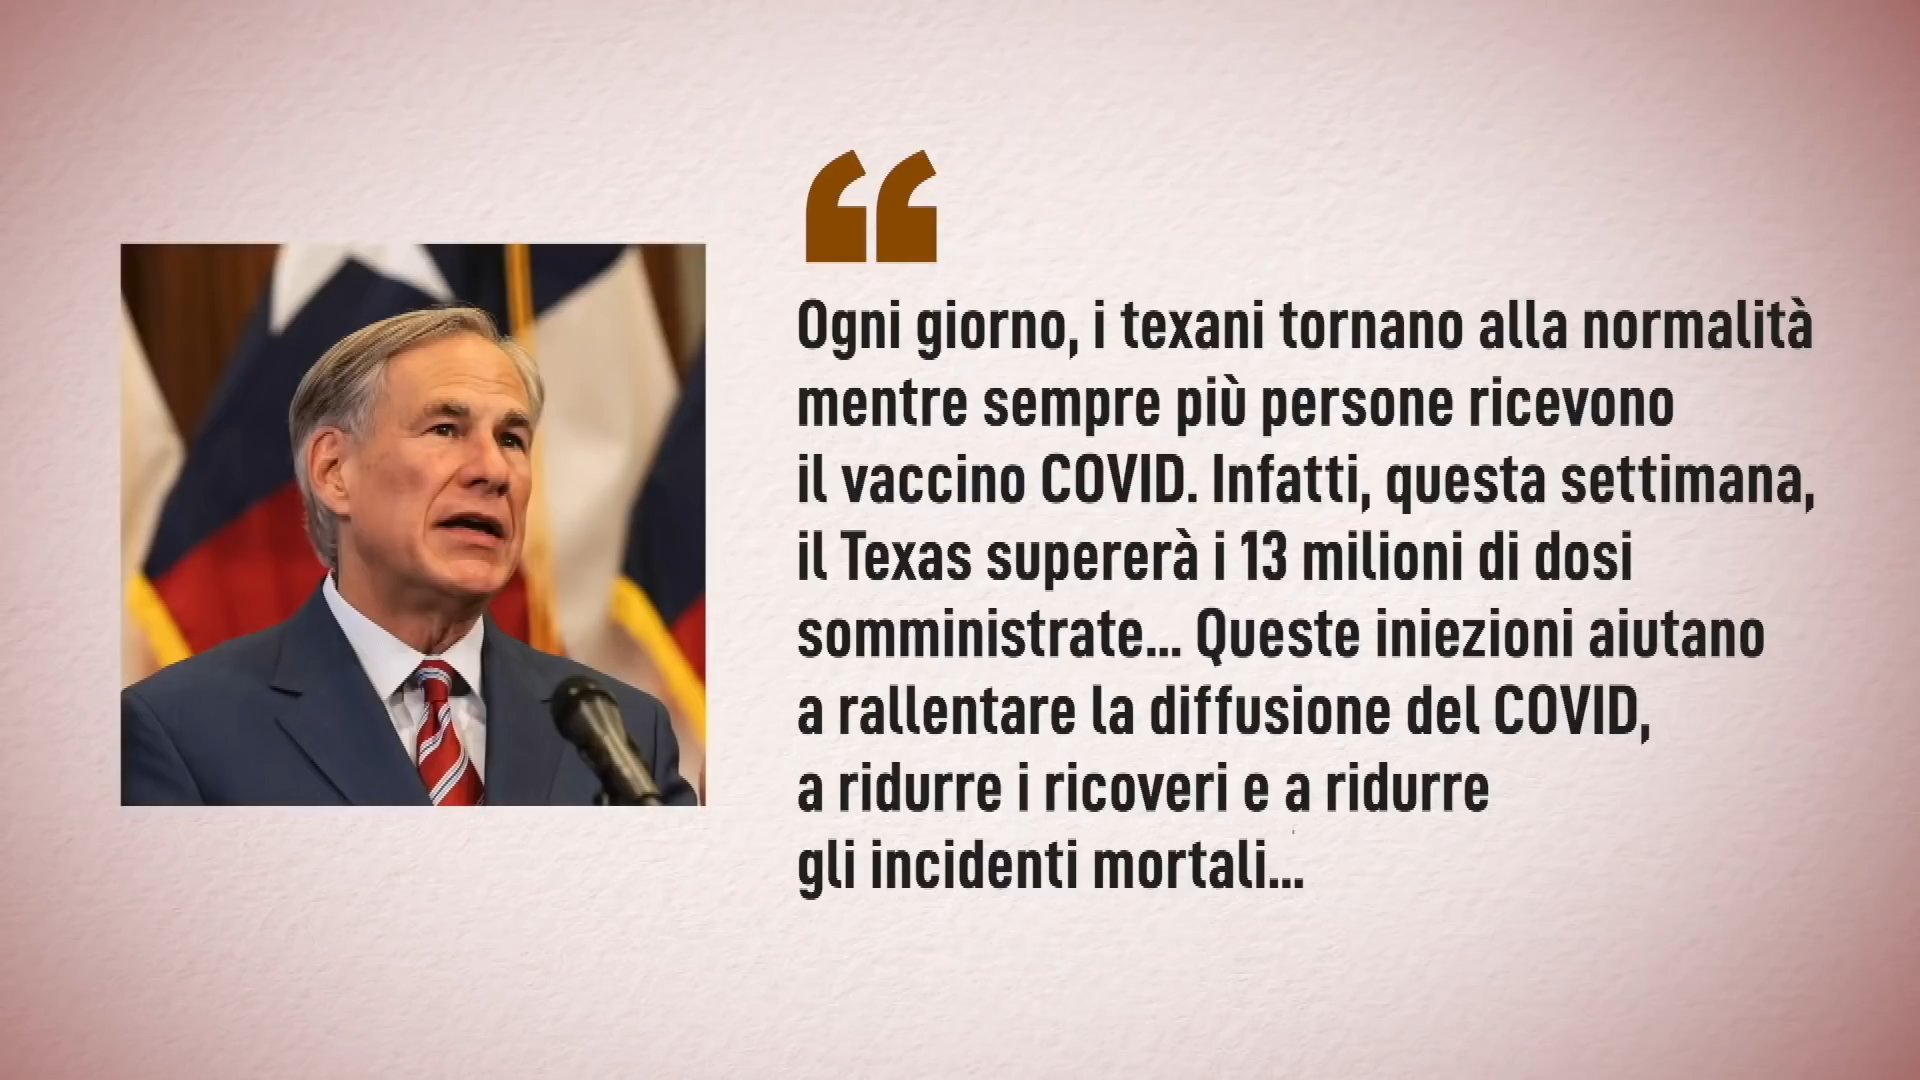 “
Ogni giorno, i texani tornano alla normalità
mentre sempre più persone ricevono
il vaccino COVID. Infatti, questa settimana,
il Texas supererà i 13 milioni di dosi
somministrate... Queste iniezioni aiutano
a rallentare la diffusione del COVID,
a ridurre i ricoveri e a ridurre
gli incidenti mortali...